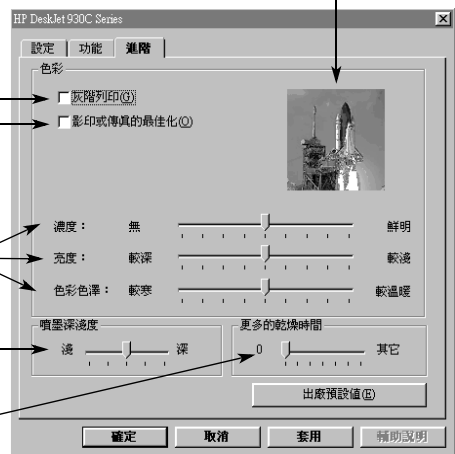 HP DeskJet 930C Series
設定 功能 進階
色彩
灰階列印(G)
影印或傳真的最佳化(O)
濃度： 無 鮮明
亮度： 較深 較淺
色彩色澤： 較寒 較溫暖
噴墨深淺度 更多的乾燥時間
淺 深 0 其它
出廠預設値(E)
確定 取消 套用 輔助說明